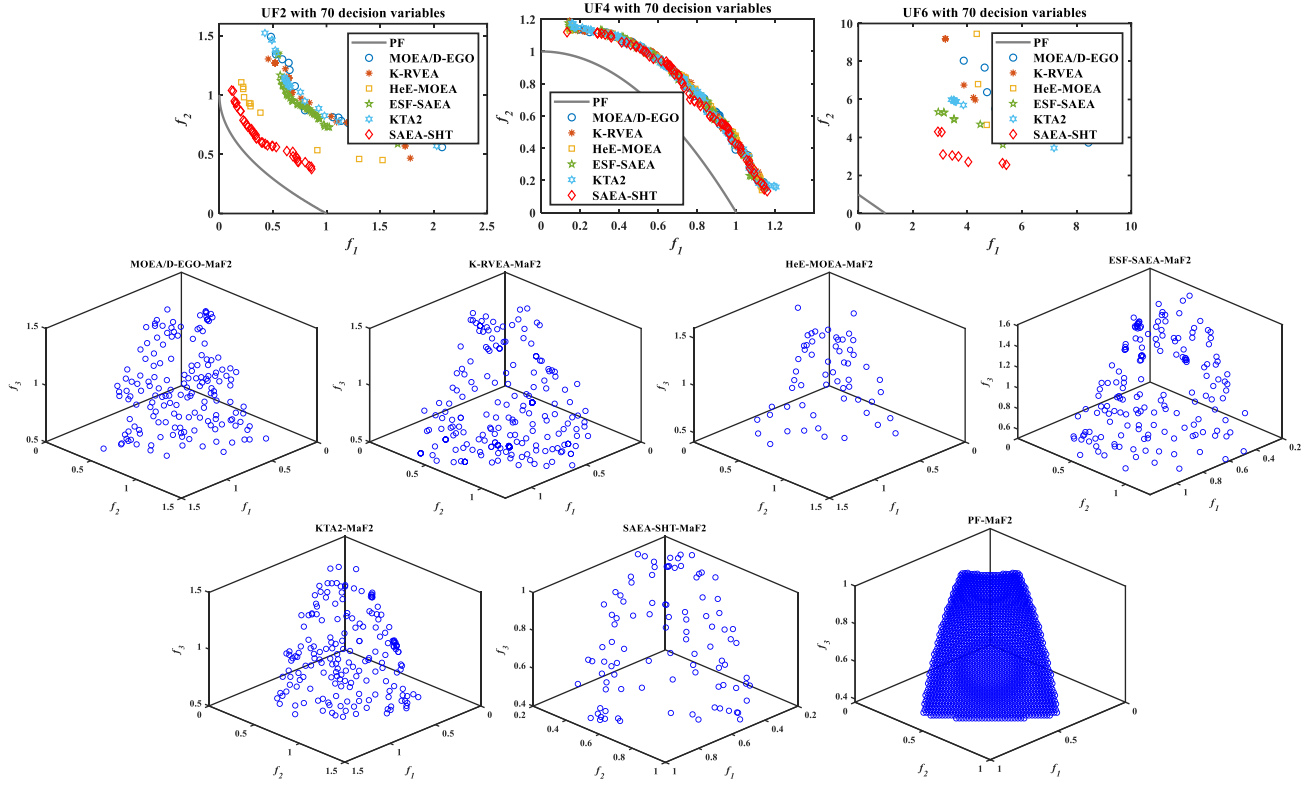 UF2 with 70 decision variables
1.5
1
0.5
0
f2
0 0.5 1 1.5 2 2.5
f1
PF
MOEA/D-EGO
K-RVEA
HeE-MOEA
ESF-SAEA
KTA2
SAEA-SHT
UF4 with 70 decision variables
1.2
1
0.8
0.6
0.4
0.2
0
f2
0 0.2 0.4 0.6 0.8 1 1.2
f1
PF
MOEA/D-EGO
K-RVEA
HeE-MOEA
ESF-SAEA
KTA2
SAEA-SHT
UF6 with 70 decision variables
10
8
6
4
2
0
f2
0 2 4 6 8 10
f1
PF
MOEA/D-EGO
K-RVEA
HeE-MOEA
ESF-SAEA
KTA2
SAEA-SHT
MOEA/D-EGO-MaF2
1.5
1
0.5
f3
0 0.5 1 1.5
f2
1.5 1 0.5 0
f1
K-RVEA-MaF2
1.5
1
0.5
f3
0 0.5 1 1.5
f2
1.5 1 0.5 0
f1
HeE-MOEA-MaF2
1.5
1
0.5
f3
0 0.5 1 1.5
f2
1.5 1 0.5 0
f1
ESF-SAEA-MaF2
1.6
1.4
1.2
1
0.8
0.6
f3
0 0.5 1
f2
1 0.8 0.6 0.4 0.2
f1
KTA2-MaF2
1.5
1
0.5
f3
0 0.5 1 1.5
f2
1.5 1 0.5 0
f1
SAEA-SHT-MaF2
1.2
1
0.8
0.6
0.4
f3
0.2 0.4 0.6 0.8 1
f2
1 0.8 0.6 0.4 0.2
f1
PF-MaF2
1
0.8
0.6
0.4
f3
0 0.5 1
f2
1 0.5 0
f1